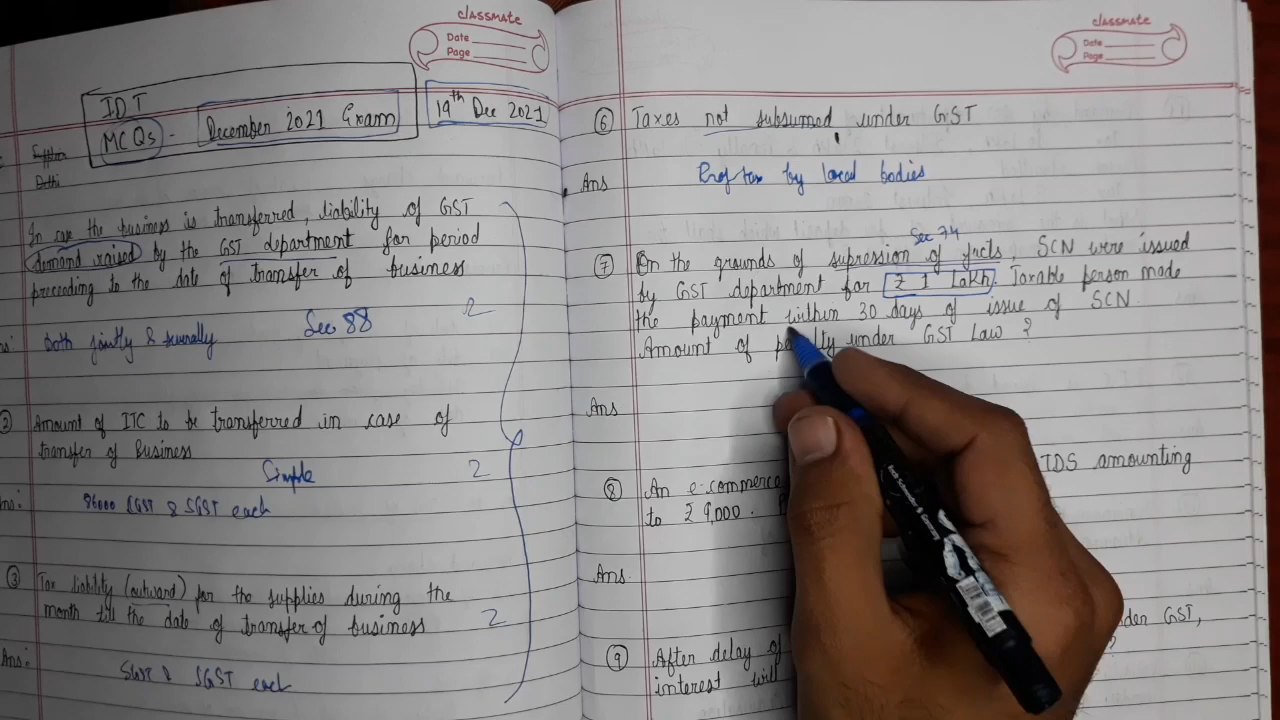 classmate
Date
Page
IDT
MCQs - December 2021 Exam
19th Dec 2021
In case the business is transferred, liability of GST
demand raised by the GST department for period
preceeding to the date of transfer of business
2
both jointly & severally
Sec 88
② Amount of ITC to be transferred in case of
transfer of Business
Simple
2
86000 CGST & SGST each
③ Tax liability (outward) for the supplies during the
month till the date of transfer of business
2
Ans:
SGST each
classmate
Date
Page
⑥ Taxes not subsumed under GST
Ans
Prof tax by local bodies
Sec 74
⑦ On the grounds of supression of facts, SCN were issued
by GST department for ₹ 1 Lakh. Taxable person made
the payment within 30 days of issue of SCN.
Amount of penalty under GST Law ?
Ans
⑧ An e-commerce TDS amounting
to ₹ 9,000.
Ans
⑨ After delay of under GST,
interest will